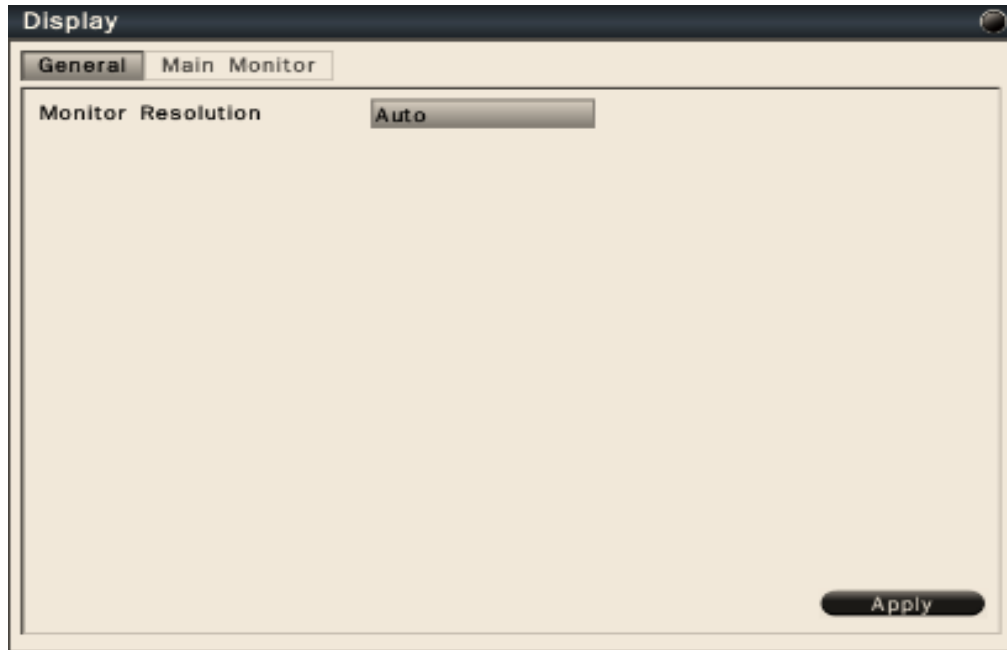 Display
General Main Monitor
Monitor Resolution Auto
Apply